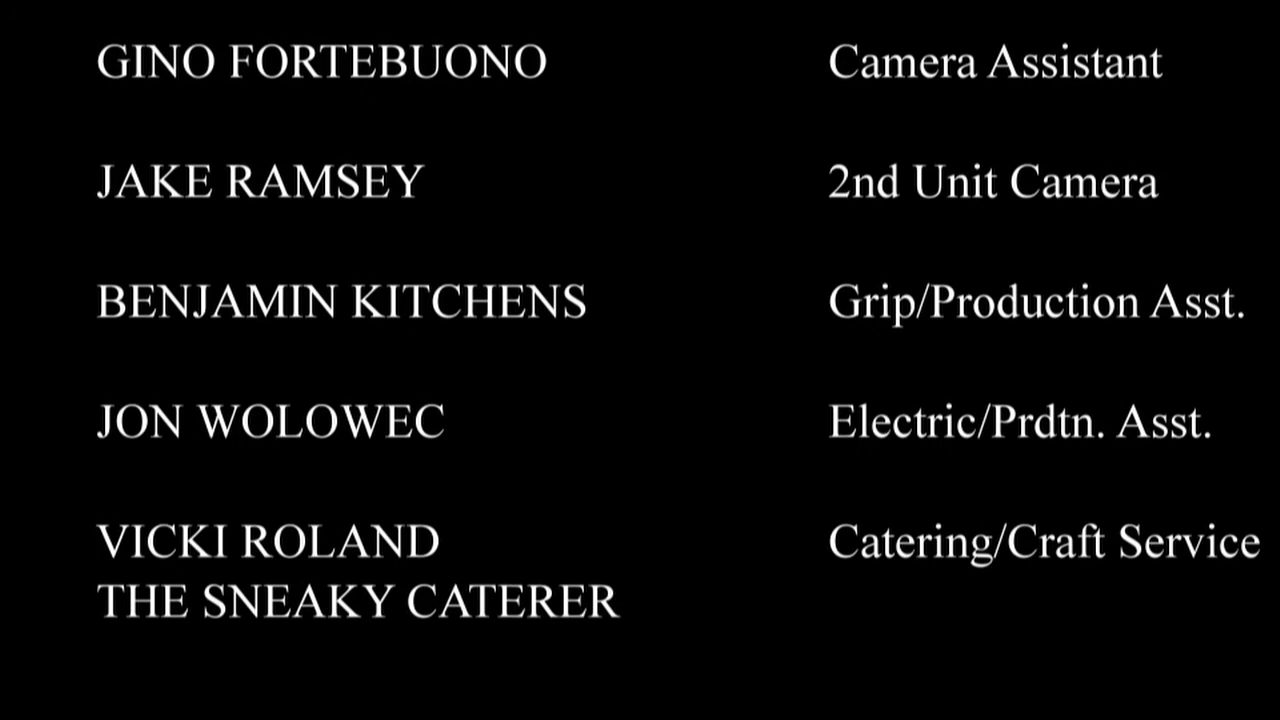 GINO FORTEBUONO Camera Assistant
JAKE RAMSEY 2nd Unit Camera
BENJAMIN KITCHENS Grip/Production Asst.
JON WOLOWEC Electric/Prdtn. Asst.
VICKI ROLAND Catering/Craft Service
THE SNEAKY CATERER